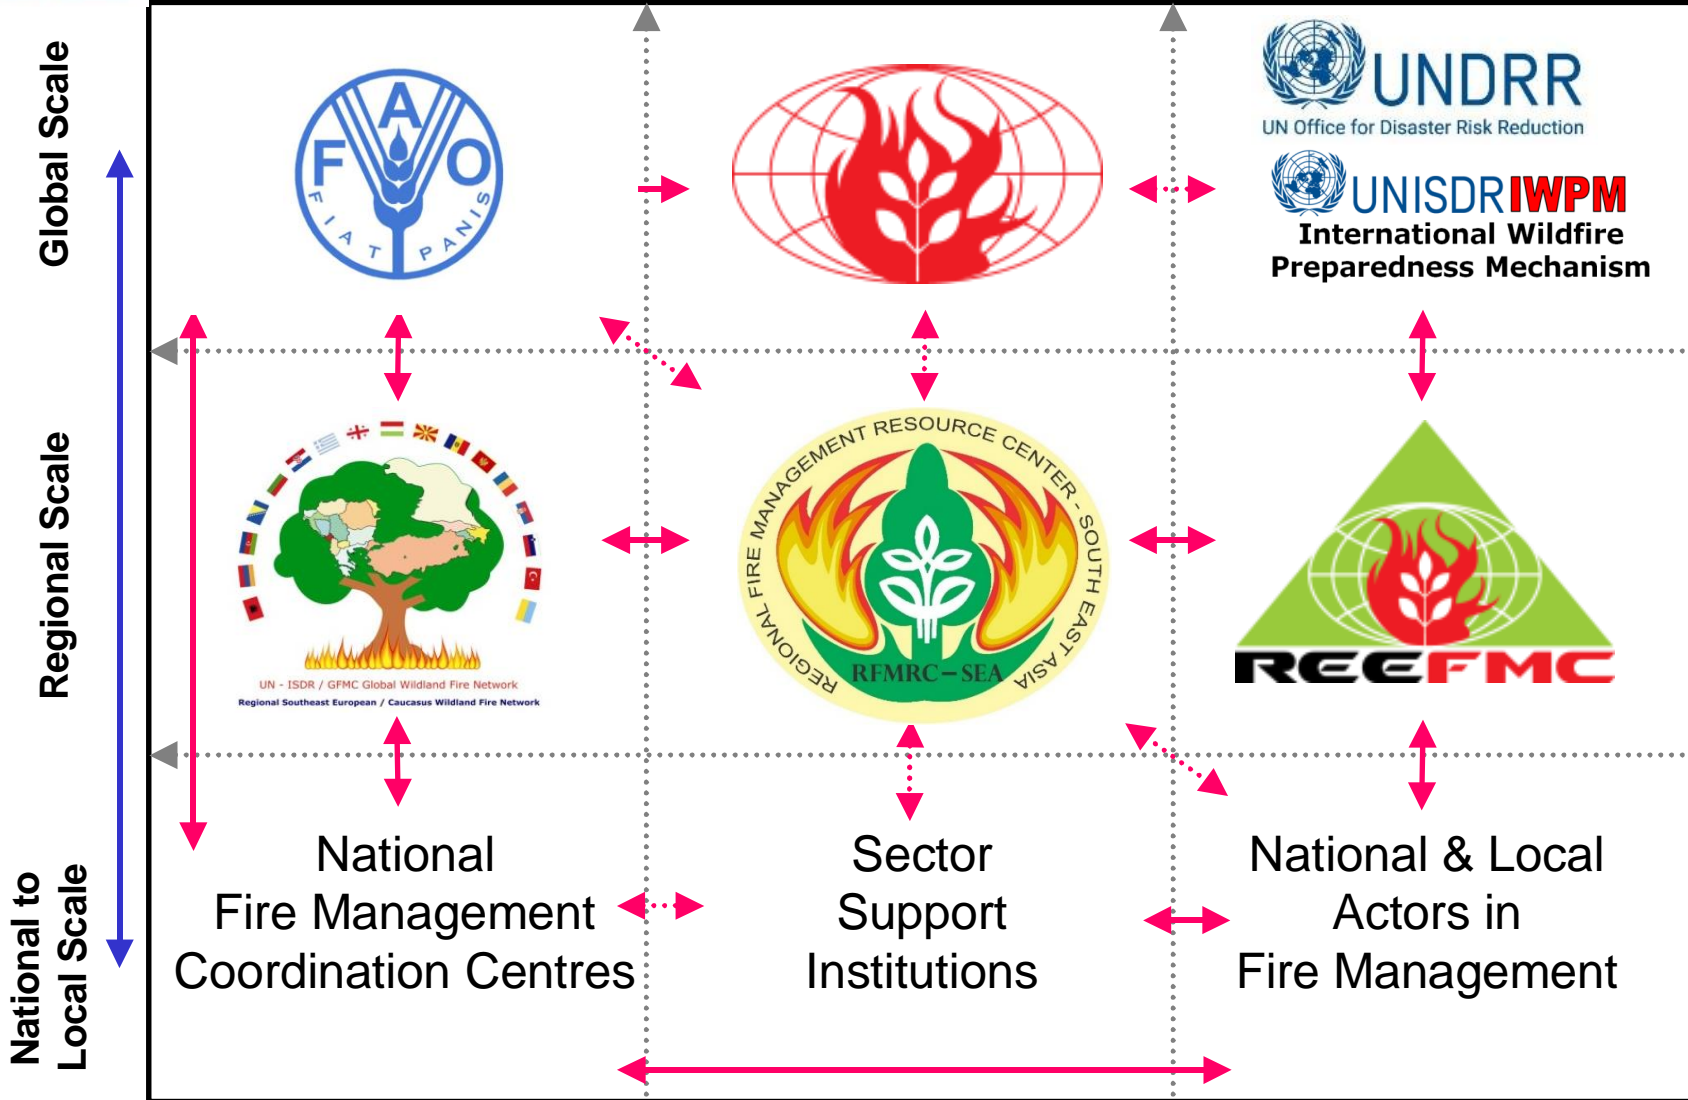 Global Scale
F A O
FIAT PANIS
UNDRR
UN Office for Disaster Risk Reduction
UNISDR IWPM
International Wildfire
Preparedness Mechanism
Regional Scale
UN - ISDR / GFMC Global Wildland Fire Network
Regional Southeast European / Caucasus Wildland Fire Network
REGIONAL FIRE MANAGEMENT RESOURCE CENTER - SOUTH EAST ASIA
RFMRC - SEA
REEFMC
National to
Local Scale
National
Fire Management
Coordination Centres
Sector
Support
Institutions
National & Local
Actors in
Fire Management